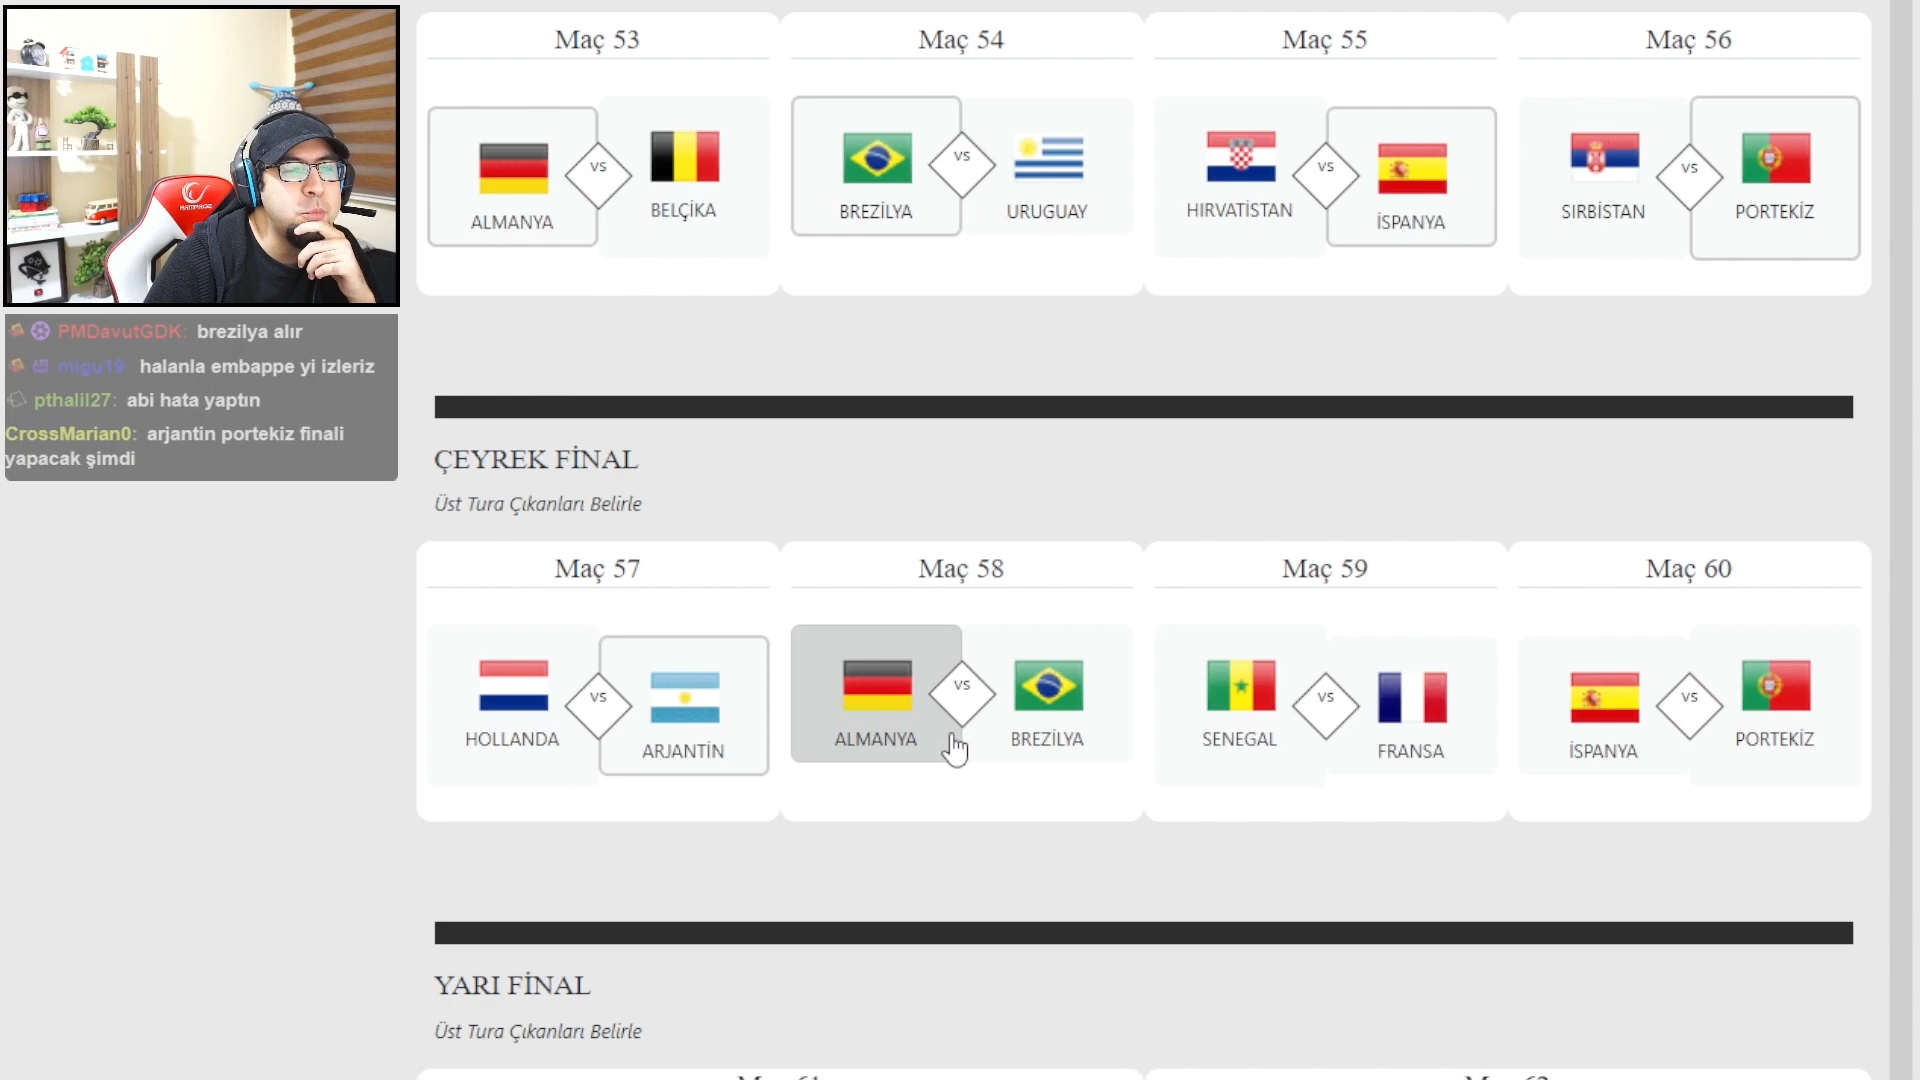 Maç 53
Maç 54
Maç 55
Maç 56
ALMANYA
VS
BELÇİKA
BREZİLYA
VS
URUGUAY
HIRVATİSTAN
VS
İSPANYA
SIRBİSTAN
VS
PORTEKİZ
RAMPAGE
PMDavutGDK: brezilya alır
migu19: halanla embappe yi izleriz
pthalil27: abi hata yaptın
CrossMarian0: arjantin portekiz finali
yapacak şimdi
ÇEYREK FİNAL
Üst Tura Çıkanları Belirle
Maç 57
Maç 58
Maç 59
Maç 60
HOLLANDA
VS
ARJANTİN
ALMANYA
VS
BREZİLYA
SENEGAL
VS
FRANSA
İSPANYA
VS
PORTEKİZ
YARI FİNAL
Üst Tura Çıkanları Belirle